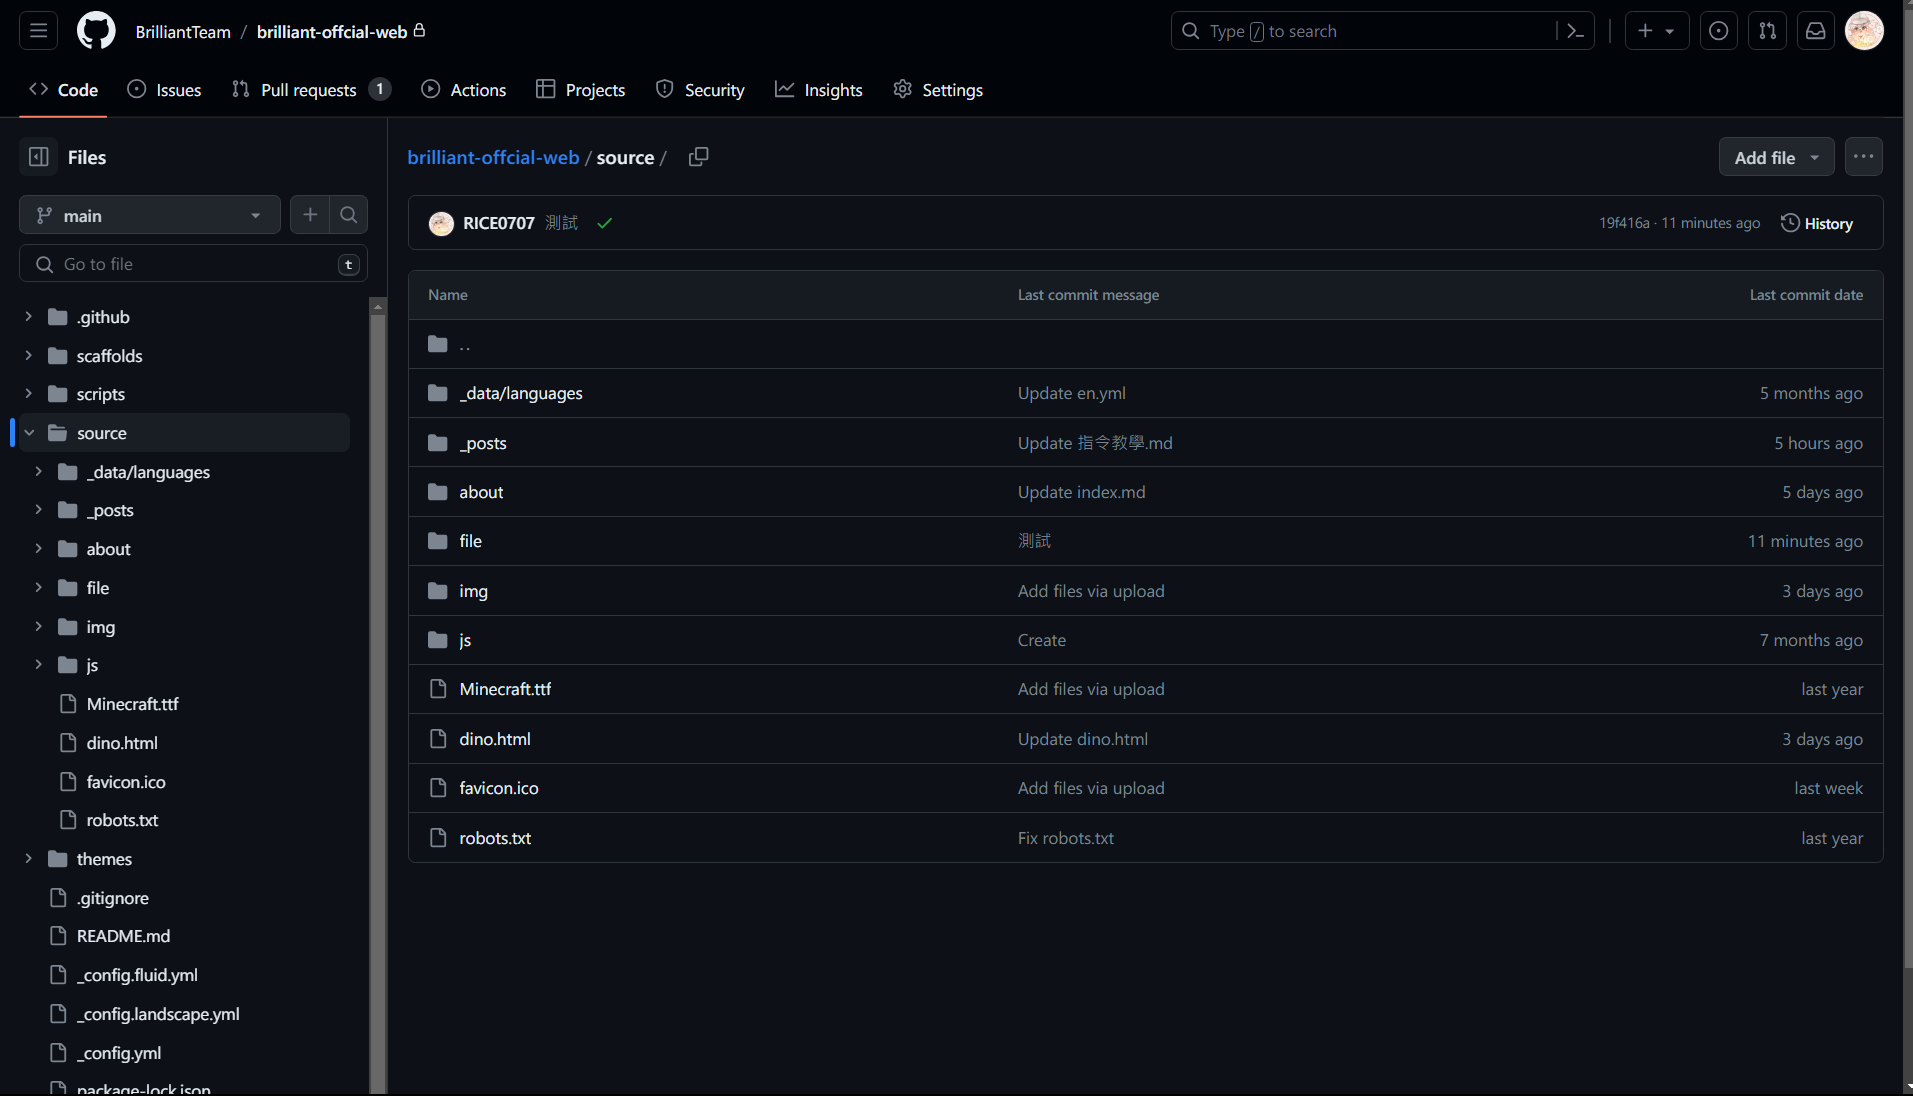 BrilliantTeam / brilliant-offcial-web
Type / to search
Code
Issues
Pull requests 1
Actions
Projects
Security
Insights
Settings
Files
main
Go to file t
.github
scaffolds
scripts
source
_data/languages
_posts
about
file
img
js
Minecraft.ttf
dino.html
favicon.ico
robots.txt
themes
.gitignore
README.md
_config.fluid.yml
_config.landscape.yml
_config.yml
package-lock.json
brilliant-offcial-web / source /
Add file
RICE0707 測試
19f416a · 11 minutes ago
History
Name Last commit message Last commit date
..
_data/languages Update en.yml 5 months ago
_posts Update 指令教學.md 5 hours ago
about Update index.md 5 days ago
file 測試 11 minutes ago
img Add files via upload 3 days ago
js Create 7 months ago
Minecraft.ttf Add files via upload last year
dino.html Update dino.html 3 days ago
favicon.ico Add files via upload last week
robots.txt Fix robots.txt last year